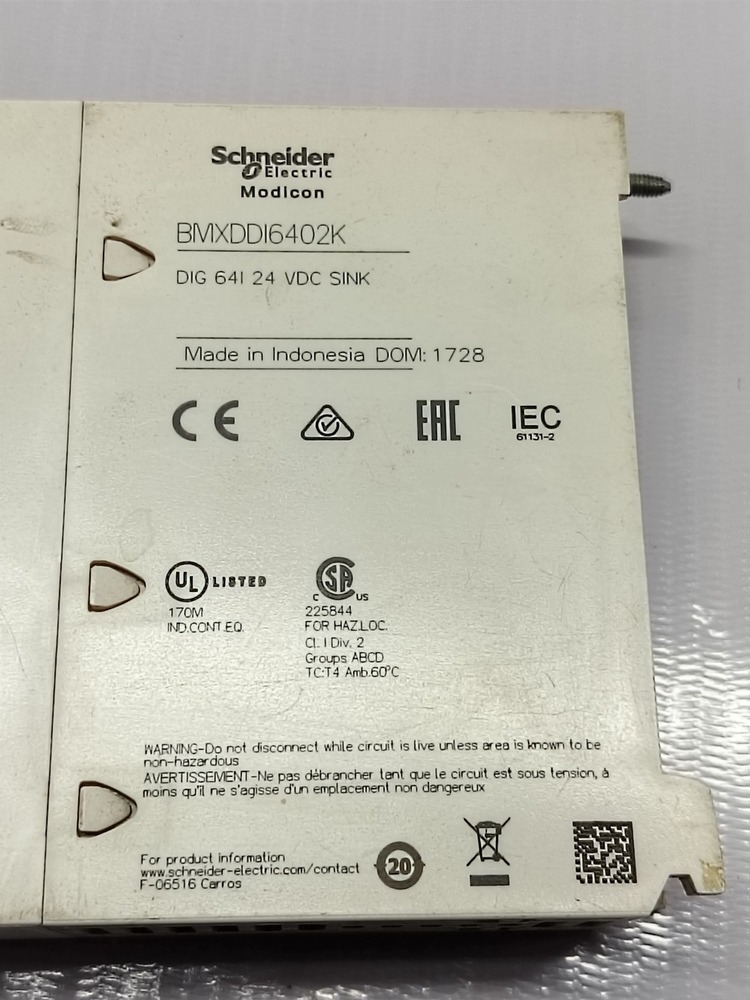 Schneider
Electric
Modicon
BMXDDI6402K
DIG 64I 24 VDC SINK
Made in Indonesia DOM: 1728
CE
EAC
IEC
61131-2
UL LISTED
170M
IND.CONT.EQ.
C SA US
225844
FOR HAZ.LOC.
CL. I Div. 2
Groups ABCD
TC:T4 Amb.60°C
WARNING-Do not disconnect while circuit is live unless area is known to be
non-hazardous
AVERTISSEMENT-Ne pas débrancher tant que le circuit est sous tension, à
moins qu'il ne s'agisse d'un emplacement non dangereux
For product information
www.schneider-electric.com/contact
F-06516 Carros
20